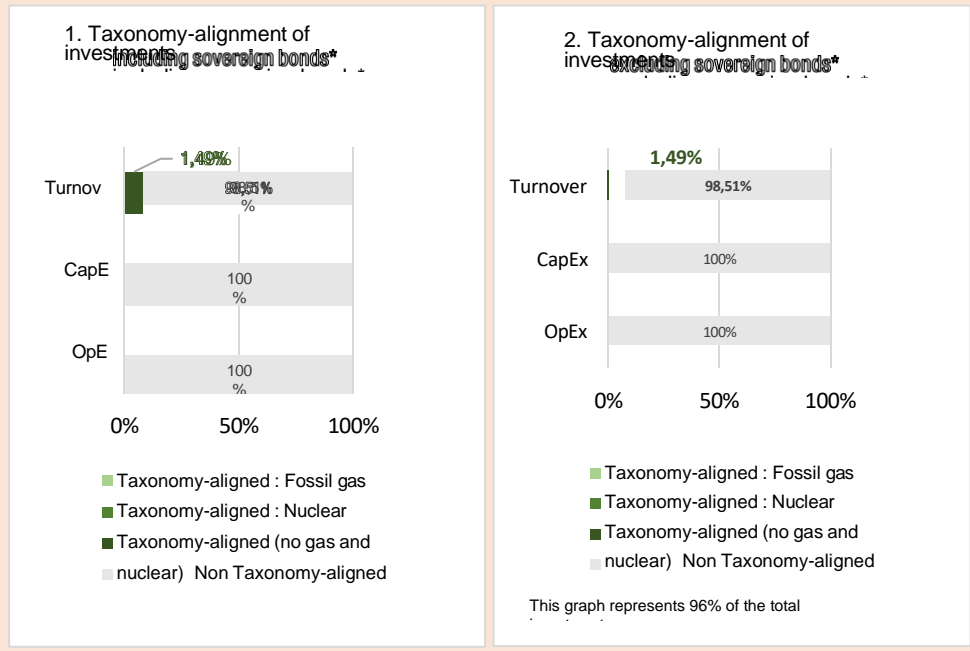 1. Taxonomy-alignment of
investments
including sovereign bonds*
1,49%
Turnov
98,51%
%
CapE
100
%
OpE
100
%
0% 50% 100%
Taxonomy-aligned : Fossil gas
Taxonomy-aligned : Nuclear
Taxonomy-aligned (no gas and
nuclear) Non Taxonomy-aligned
2. Taxonomy-alignment of
investments
excluding sovereign bonds*
1,49%
Turnover
98,51%
CapEx
100%
OpEx
100%
0% 50% 100%
Taxonomy-aligned : Fossil gas
Taxonomy-aligned : Nuclear
Taxonomy-aligned (no gas and
nuclear) Non Taxonomy-aligned
This graph represents 96% of the total